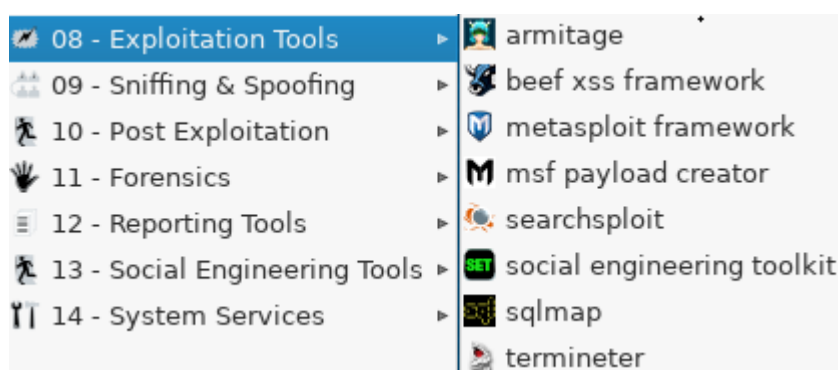 08 - Exploitation Tools
09 - Sniffing & Spoofing
10 - Post Exploitation
11 - Forensics
12 - Reporting Tools
13 - Social Engineering Tools
14 - System Services
armitage
beef xss framework
metasploit framework
msf payload creator
searchsploit
SET social engineering toolkit
sqlmap
termineter